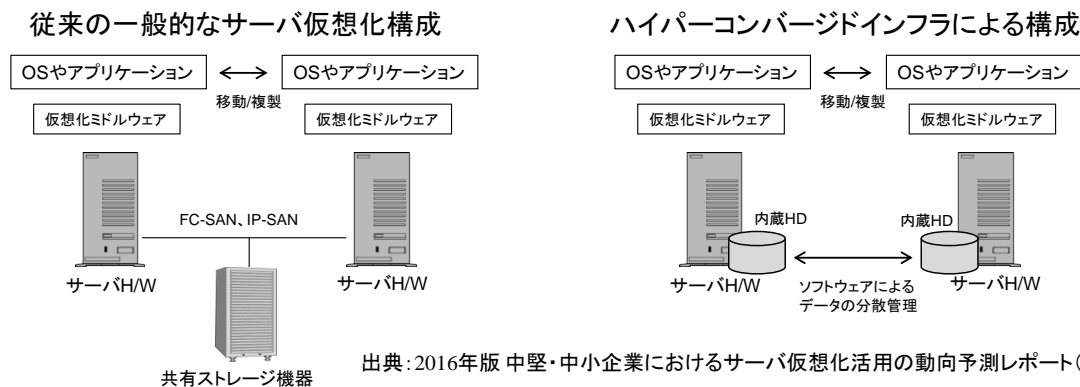 従来の一般的なサーバ仮想化構成
OSやアプリケーション
OSやアプリケーション
移動/複製
仮想化ミドルウェア
仮想化ミドルウェア
FC-SAN、IP-SAN
サーバH/W
サーバH/W
共有ストレージ機器
ハイパーコンバージドインフラによる構成
OSやアプリケーション
OSやアプリケーション
移動/複製
仮想化ミドルウェア
仮想化ミドルウェア
内蔵HD
内蔵HD
サーバH/W
サーバH/W
ソフトウェアによる
データの分散管理
出典:2016年版 中堅・中小企業におけるサーバ仮想化活用の動向予測レポート(